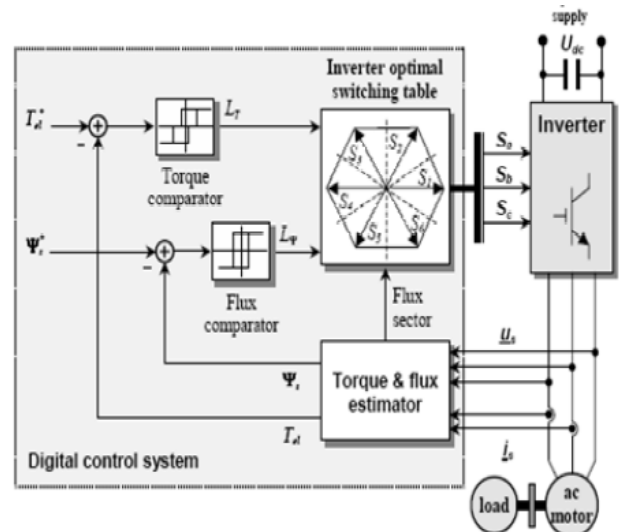 supply
U_dc
Inverter optimal
switching table
Inverter
T_el*
L_T
Torque
comparator
S_1
S_2
S_3
S_4
S_5
S_6
S_a
S_b
S_c
Ψ_s*
L_Ψ
Flux
comparator
Flux
sector
Torque & flux
estimator
Ψ_s
T_el
u_s
i_s
Digital control system
load
ac
motor